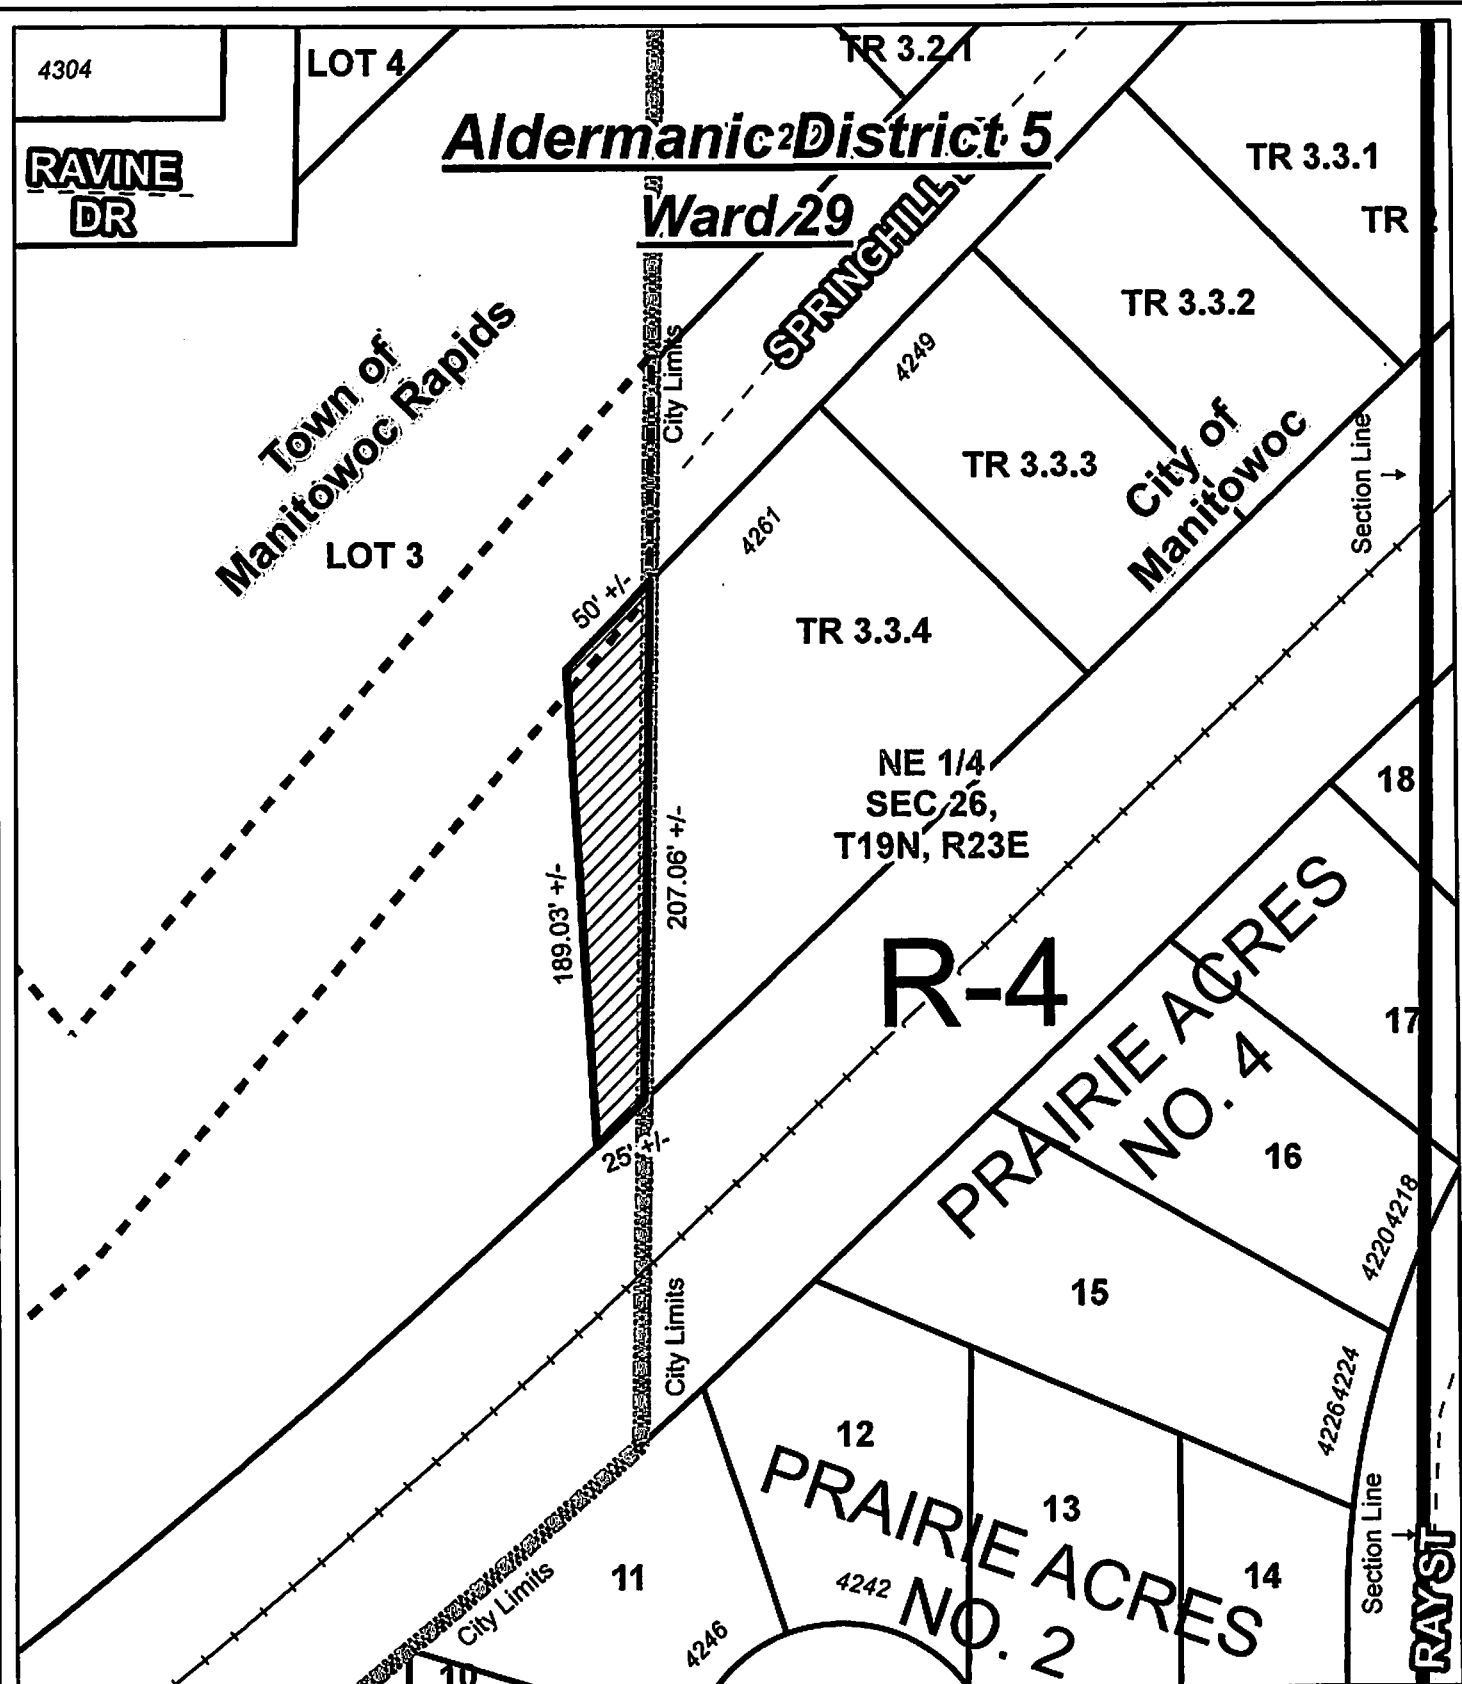 4304
LOT 4
TR 3.2.1
Aldermanic District 5
Ward 29
RAVINE
DR
SPRINGHILL
TR 3.3.1
TR
TR 3.3.2
Town of
Manitowoc Rapids
City Limits
4249
City of
Manitowoc
Section Line
TR 3.3.3
LOT 3
4261
50' +/-
TR 3.3.4
NE 1/4
SEC 26,
T19N, R23E
18
207.06' +/-
189.03' +/-
R-4
PRAIRIE ACRES
NO. 4
17
25' +/-
16
4218
4220
15
City Limits
4224
4226
12
PRAIRIE ACRES
NO. 2
13
14
Section Line
RAY ST
11
4242
City Limits
4246
10